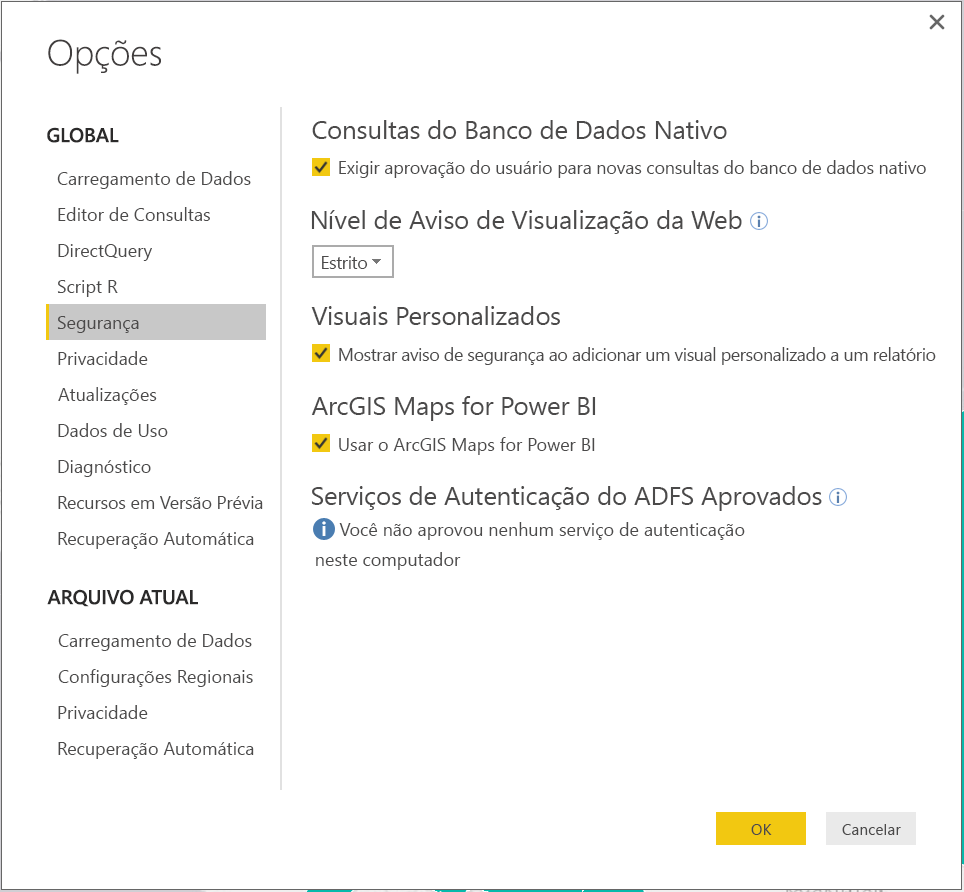 Opções
GLOBAL
Carregamento de Dados
Editor de Consultas
DirectQuery
Script R
Segurança
Privacidade
Atualizações
Dados de Uso
Diagnóstico
Recursos em Versão Prévia
Recuperação Automática
ARQUIVO ATUAL
Carregamento de Dados
Configurações Regionais
Privacidade
Recuperação Automática
Consultas do Banco de Dados Nativo
Exigir aprovação do usuário para novas consultas do banco de dados nativo
Nível de Aviso de Visualização da Web
Estrito
Visuais Personalizados
Mostrar aviso de segurança ao adicionar um visual personalizado a um relatório
ArcGIS Maps for Power BI
Usar o ArcGIS Maps for Power BI
Serviços de Autenticação do ADFS Aprovados
Você não aprovou nenhum serviço de autenticação
neste computador
OK
Cancelar